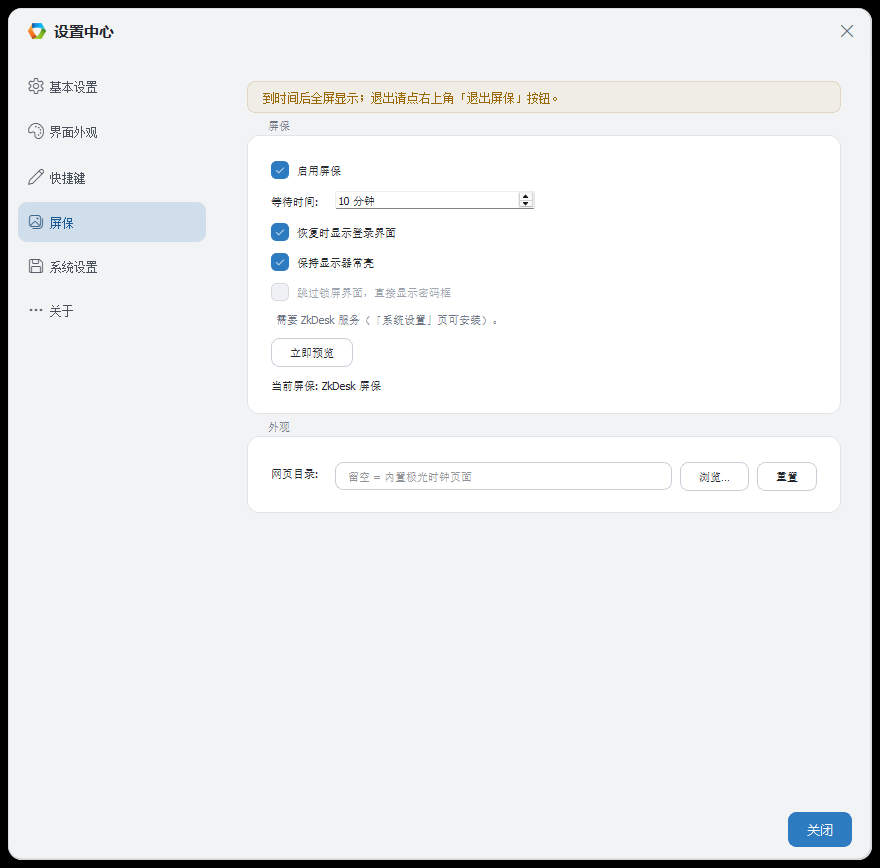 设置中心
基本设置
界面外观
快捷键
屏保
系统设置
关于
到时间后全屏显示；退出请点右上角「退出屏保」按钮。
屏保
启用屏保
等待时间: 10 分钟
恢复时显示登录界面
保持显示器常亮
跳过锁屏界面，直接显示密码框
需要 ZkDesk 服务（「系统设置」页可安装）。
立即预览
当前屏保: ZkDesk 屏保
外观
网页目录: 留空 = 内置极光时钟页面 浏览... 重置
关闭